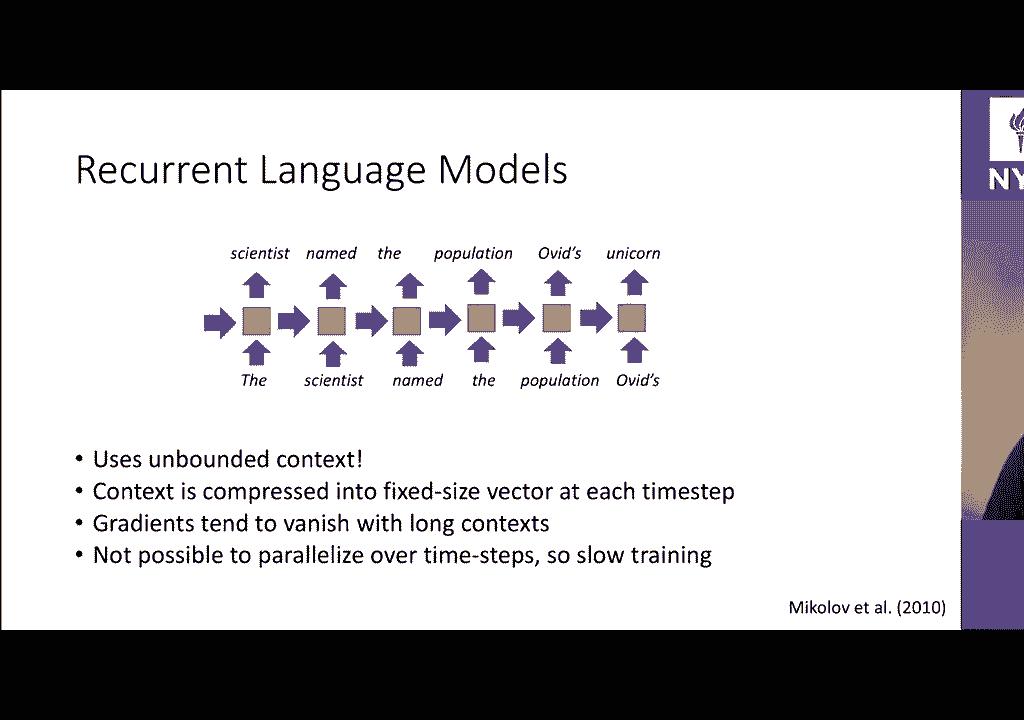 NY
Recurrent Language Models
scientist named the population Ovid's unicorn
The scientist named the population Ovid's
• Uses unbounded context!
• Context is compressed into fixed-size vector at each timestep
• Gradients tend to vanish with long contexts
• Not possible to parallelize over time-steps, so slow training
Mikolov et al. (2010)